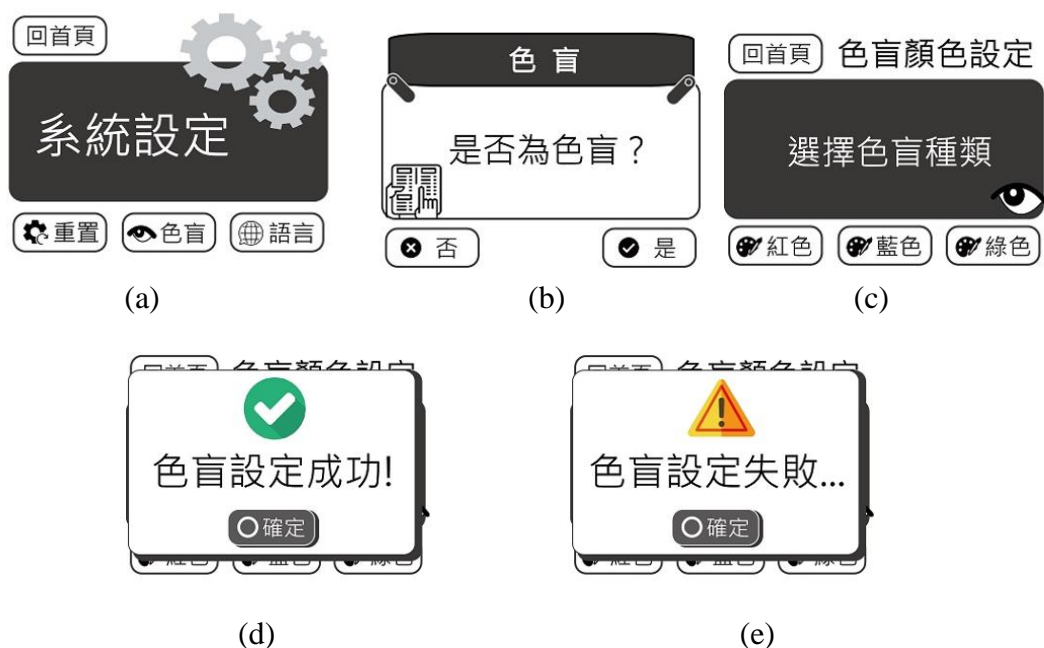 回首頁
系統設定
重置
色盲
語言
(a)
色盲
是否為色盲？
否
是
(b)
回首頁 色盲顏色設定
選擇色盲種類
紅色
藍色
綠色
(c)
色盲設定成功!
確定
(d)
色盲設定失敗...
確定
(e)